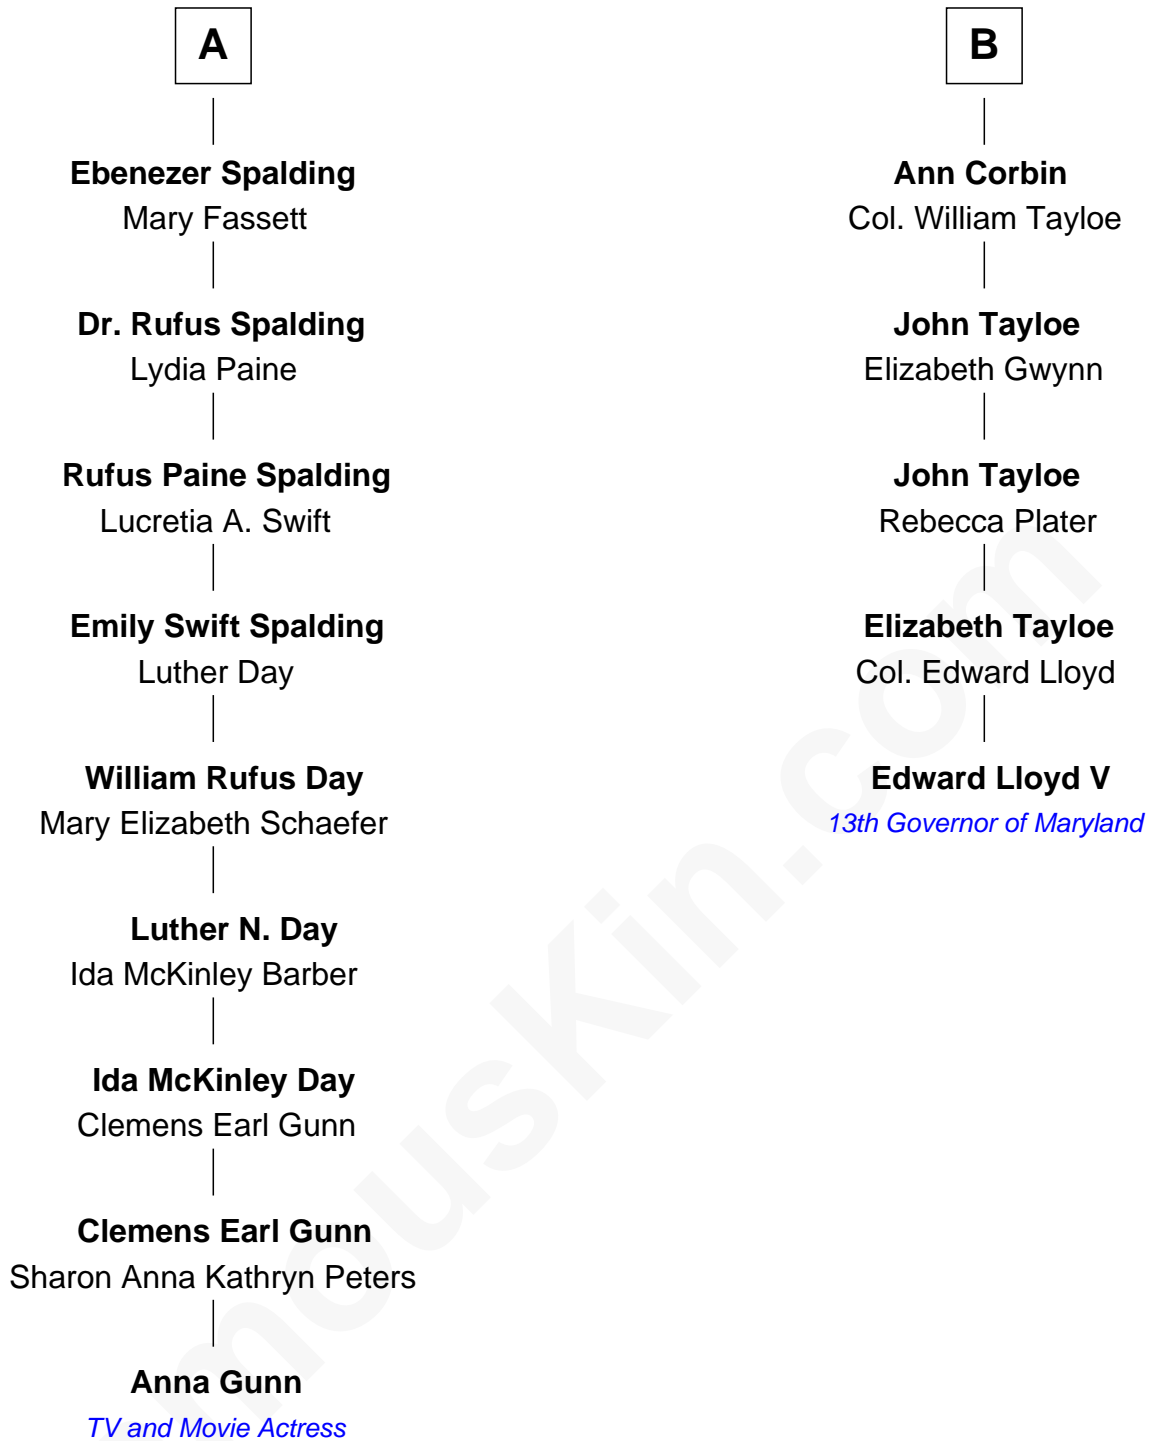 A
Ebenezer Spalding
Mary Fassett
Dr. Rufus Spalding
Lydia Paine
Rufus Paine Spalding
Lucretia A. Swift
Emily Swift Spalding
Luther Day
William Rufus Day
Mary Elizabeth Schaefer
Luther N. Day
Ida McKinley Barber
Ida McKinley Day
Clemens Earl Gunn
Clemens Earl Gunn
Sharon Anna Kathryn Peters
Anna Gunn
TV and Movie Actress
B
Ann Corbin
Col. William Tayloe
John Tayloe
Elizabeth Gwynn
John Tayloe
Rebecca Plater
Elizabeth Tayloe
Col. Edward Lloyd
Edward Lloyd V
13th Governor of Maryland
mousKin.com